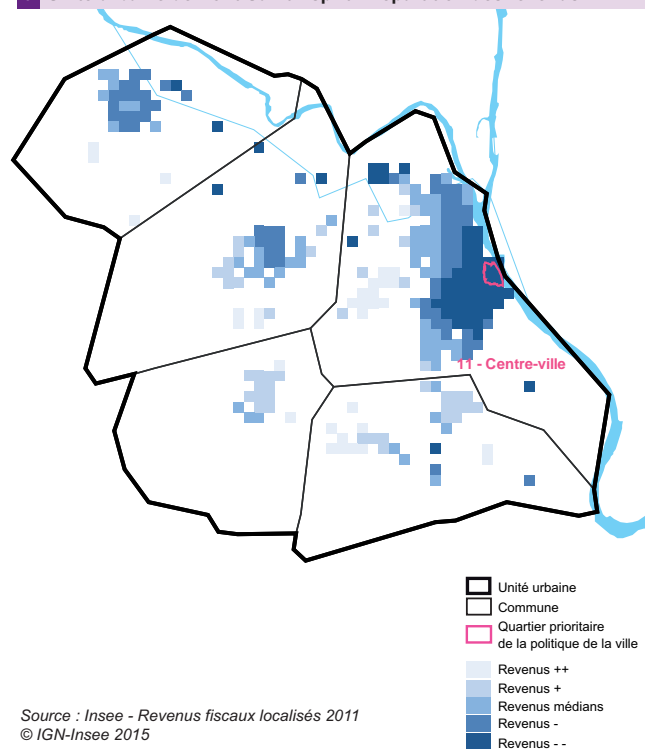 11 - Centre-ville
Unité urbaine
Commune
Quartier prioritaire
de la politique de la ville
Revenus ++
Revenus +
Revenus médians
Revenus -
Revenus - -
Source : Insee - Revenus fiscaux localisés 2011
© IGN-Insee 2015